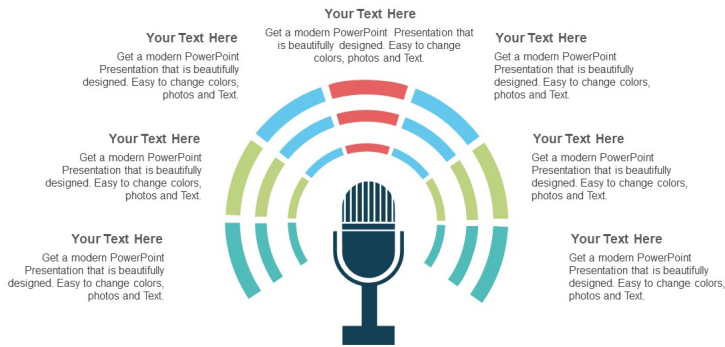 Your Text Here
Get a modern PowerPoint  Presentation that
is beautifully  designed. Easy to change
colors, photos and Text.
Your Text Here
Get a modern PowerPoint
Presentation that is beautifully
designed. Easy to change colors,
photos and Text.
Your Text Here
Get a modern PowerPoint
Presentation that is beautifully
designed. Easy to change colors,
photos and Text.
Your Text Here
Get a modern PowerPoint
Presentation that is beautifully
designed. Easy to change colors,
photos and Text.
Your Text Here
Get a modern PowerPoint
Presentation that is beautifully
designed. Easy to change colors,
photos and Text.
Your Text Here
Get a modern PowerPoint
Presentation that is beautifully
designed. Easy to change colors,
photos and Text.
Your Text Here
Get a modern PowerPoint
Presentation that is beautifully
designed. Easy to change colors,
photos and Text.